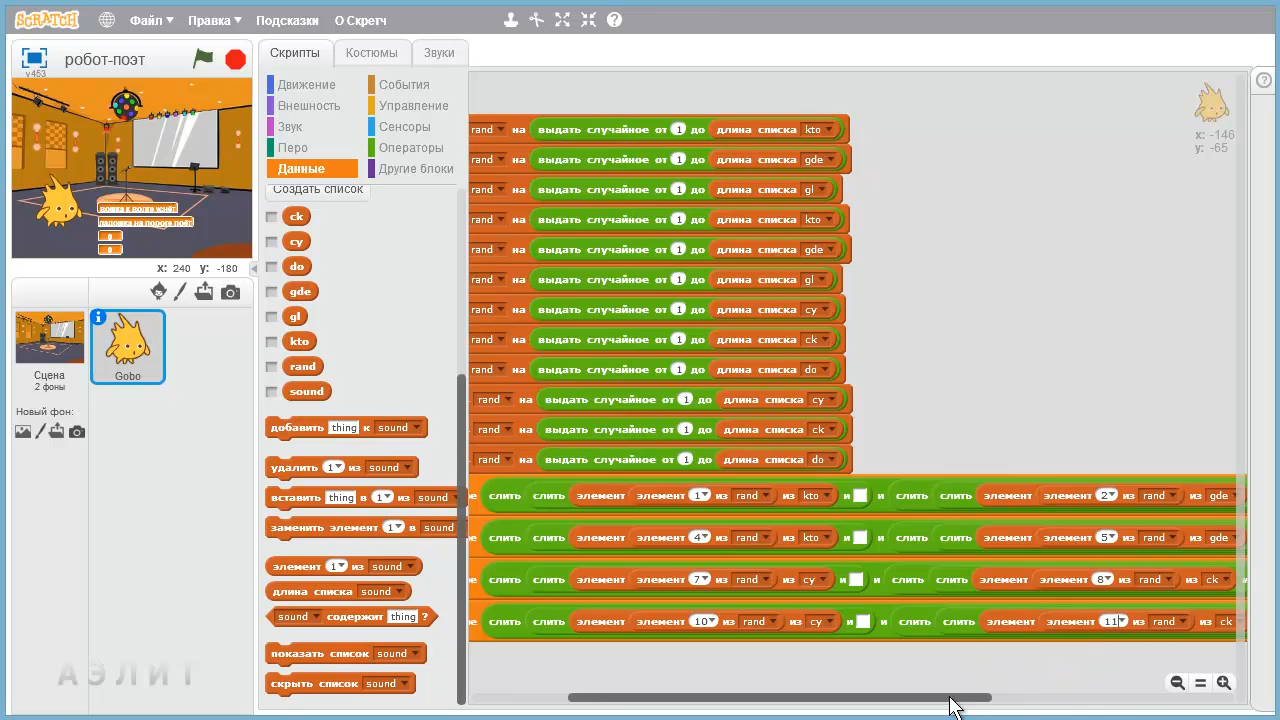 SCRATCH Файл Правка Подсказки О Скретч
робот-поэт
v453
x: 240 y: -180
Сцена
2 фоны
Gobo
Новый фон:
Скрипты Костюмы Звуки
Движение События
Внешность Управление
Звук Сенсоры
Перо Операторы
Данные Другие блоки
Создать список
ck
cy
do
gde
gl
kto
rand
sound
добавить thing к sound
удалить 1 из sound
вставить thing в 1 из sound
заменить элемент 1 в sound
элемент 1 из sound
длина списка sound
sound содержит thing ?
показать список sound
скрыть список sound
rand на выдать случайное от 1 до длина списка kto
rand на выдать случайное от 1 до длина списка gde
rand на выдать случайное от 1 до длина списка gl
rand на выдать случайное от 1 до длина списка kto
rand на выдать случайное от 1 до длина списка gde
rand на выдать случайное от 1 до длина списка gl
rand на выдать случайное от 1 до длина списка cy
rand на выдать случайное от 1 до длина списка ck
rand на выдать случайное от 1 до длина списка do
rand на выдать случайное от 1 до длина списка cy
rand на выдать случайное от 1 до длина списка ck
rand на выдать случайное от 1 до длина списка do
слить слить элемент элемент 1 из rand из kto и и слить слить элемент элемент 2 из rand из gde
слить слить элемент элемент 4 из rand из kto и и слить слить элемент элемент 5 из rand из gde
слить слить элемент элемент 7 из rand из cy и и слить слить элемент элемент 8 из rand из ck
слить слить элемент элемент 10 из rand из cy и и слить слить элемент элемент 11 из rand из ck
x: -146
y: -65
АЭЛИТ